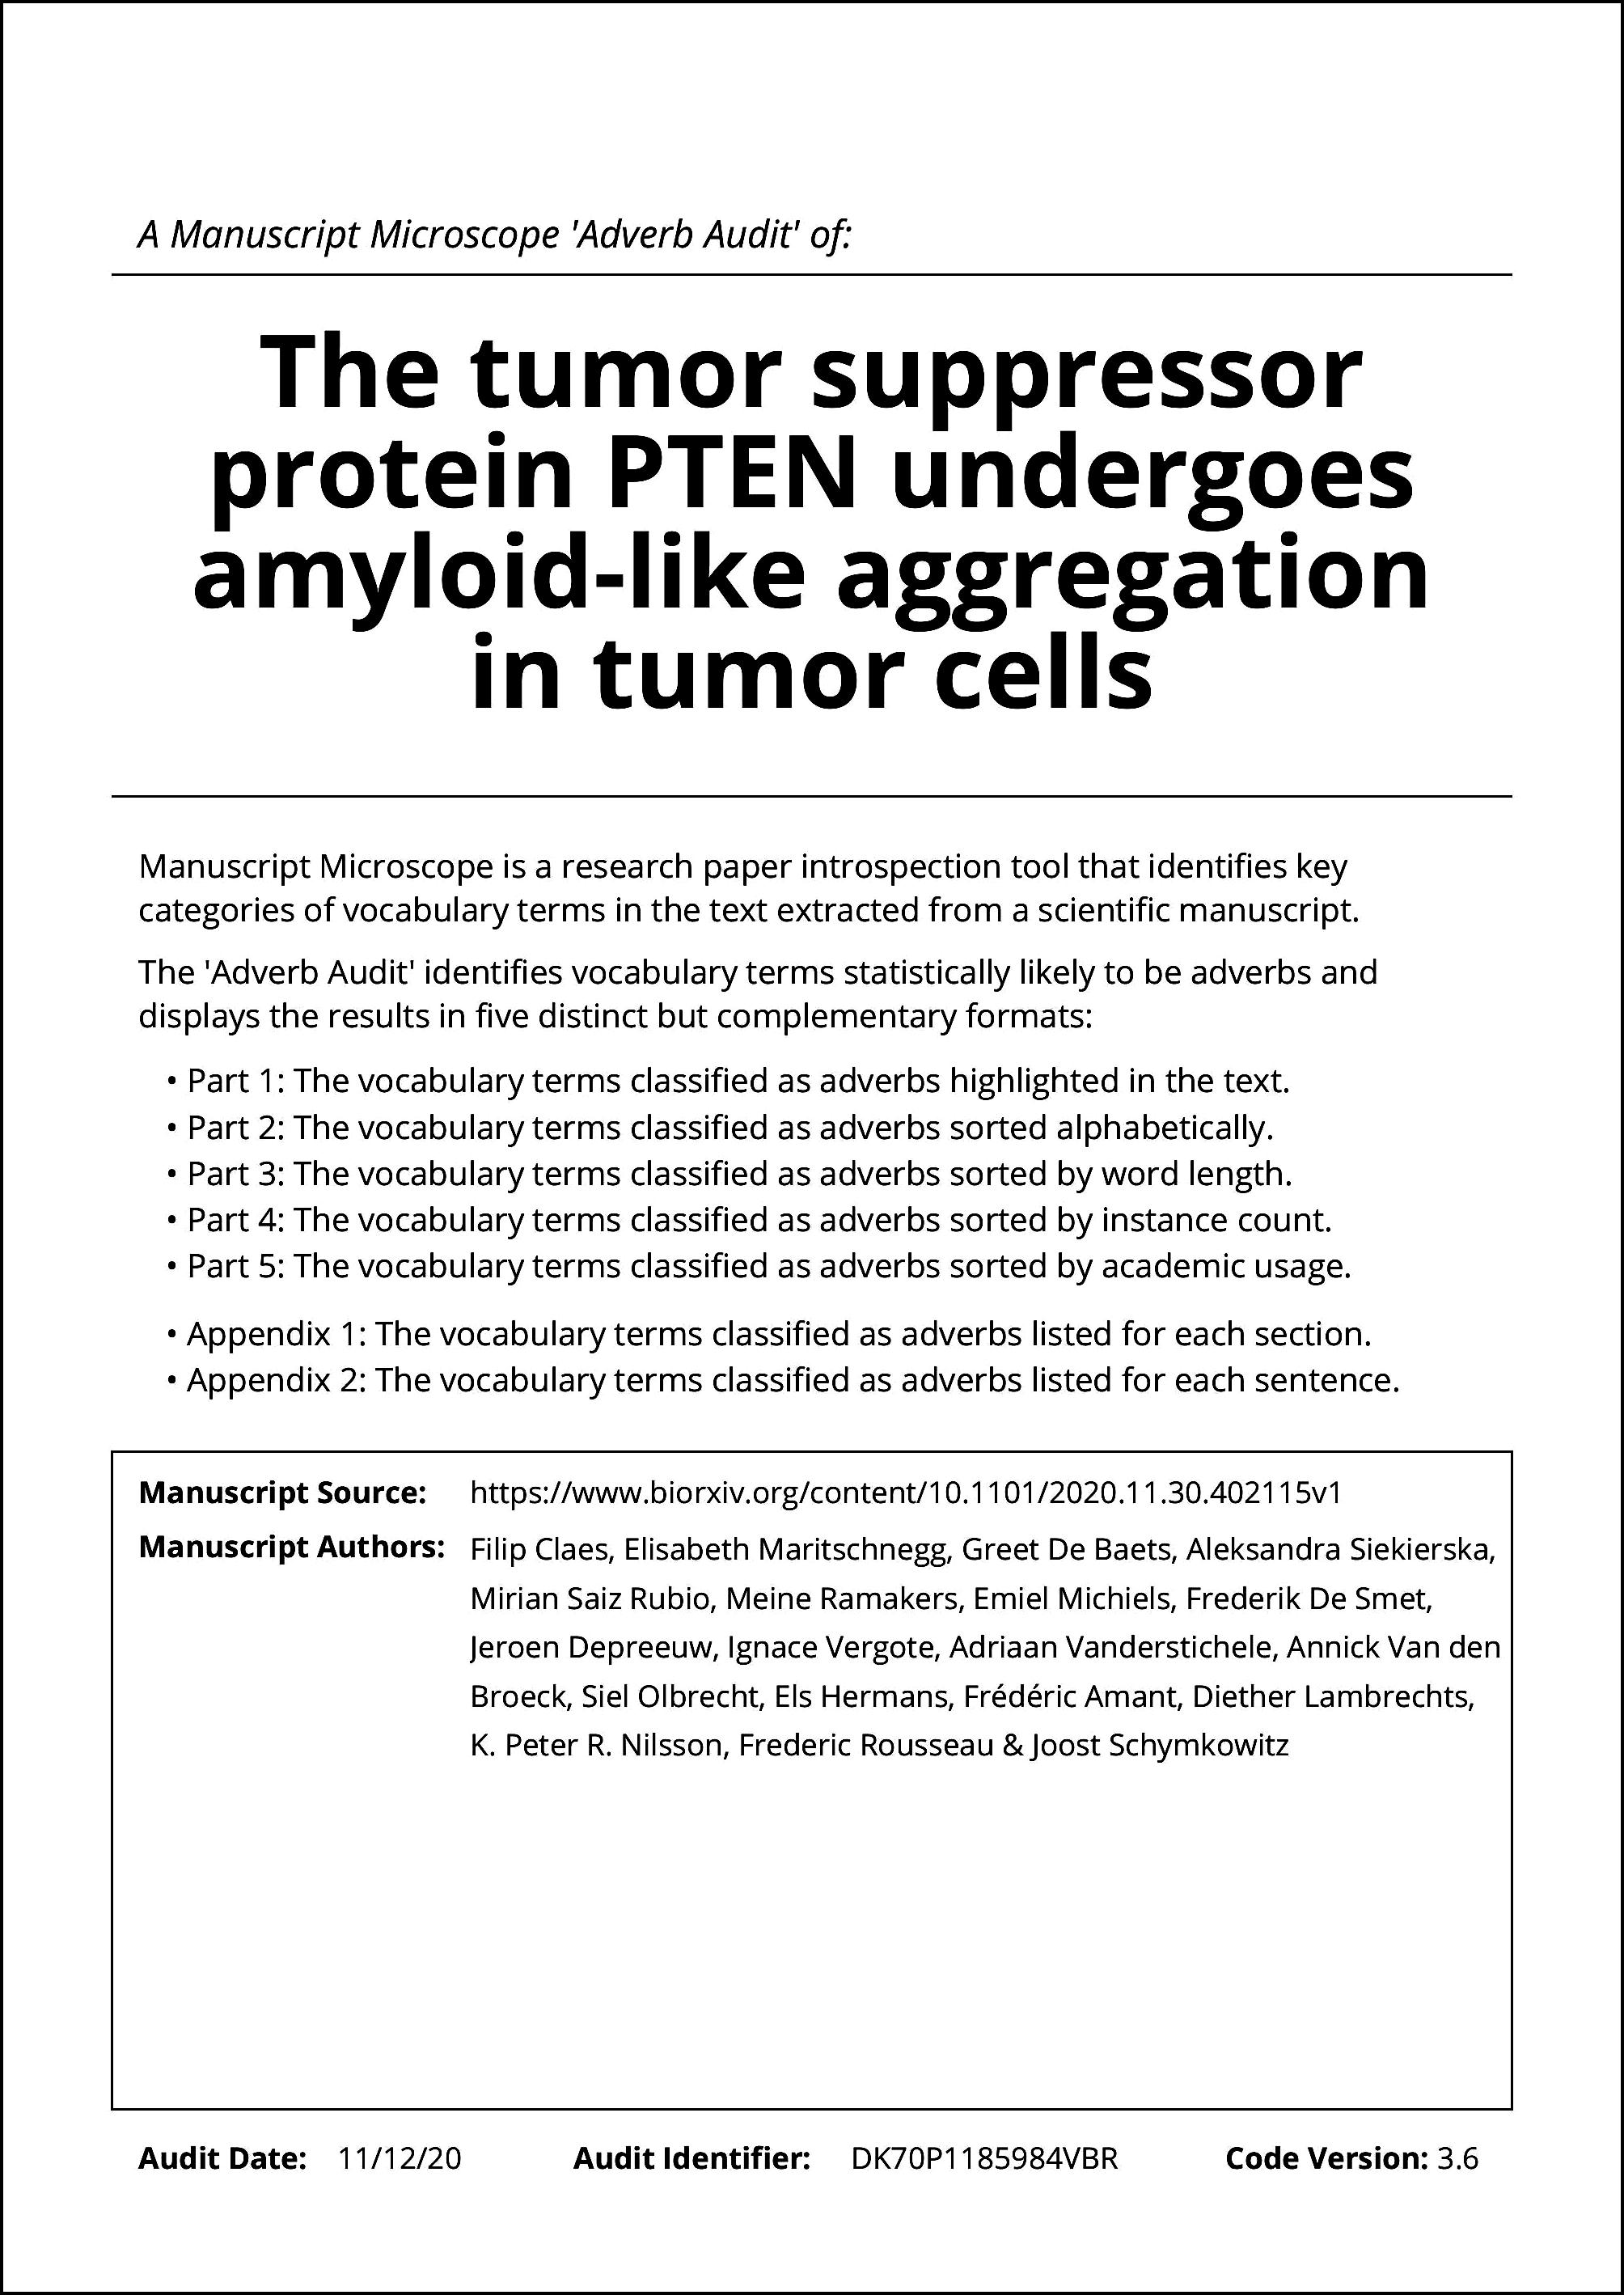 A Manuscript Microscope 'Adverb Audit' of:
The tumor suppressor
protein PTEN undergoes
amyloid-like aggregation
in tumor cells
Manuscript Microscope is a research paper introspection tool that identifies key
categories of vocabulary terms in the text extracted from a scientific manuscript.
The 'Adverb Audit' identifies vocabulary terms statistically likely to be adverbs and
displays the results in five distinct but complementary formats:
• Part 1: The vocabulary terms classified as adverbs highlighted in the text.
• Part 2: The vocabulary terms classified as adverbs sorted alphabetically.
• Part 3: The vocabulary terms classified as adverbs sorted by word length.
• Part 4: The vocabulary terms classified as adverbs sorted by instance count.
• Part 5: The vocabulary terms classified as adverbs sorted by academic usage.
• Appendix 1: The vocabulary terms classified as adverbs listed for each section.
• Appendix 2: The vocabulary terms classified as adverbs listed for each sentence.
Manuscript Source: https://www.biorxiv.org/content/10.1101/2020.11.30.402115v1
Manuscript Authors: Filip Claes, Elisabeth Maritschnegg, Greet De Baets, Aleksandra Siekierska,
Mirian Saiz Rubio, Meine Ramakers, Emiel Michiels, Frederik De Smet,
Jeroen Depreeuw, Ignace Vergote, Adriaan Vanderstichele, Annick Van den
Broeck, Siel Olbrecht, Els Hermans, Frédéric Amant, Diether Lambrechts,
K. Peter R. Nilsson, Frederic Rousseau & Joost Schymkowitz
Audit Date: 11/12/20 Audit Identifier: DK70P1185984VBR Code Version: 3.6